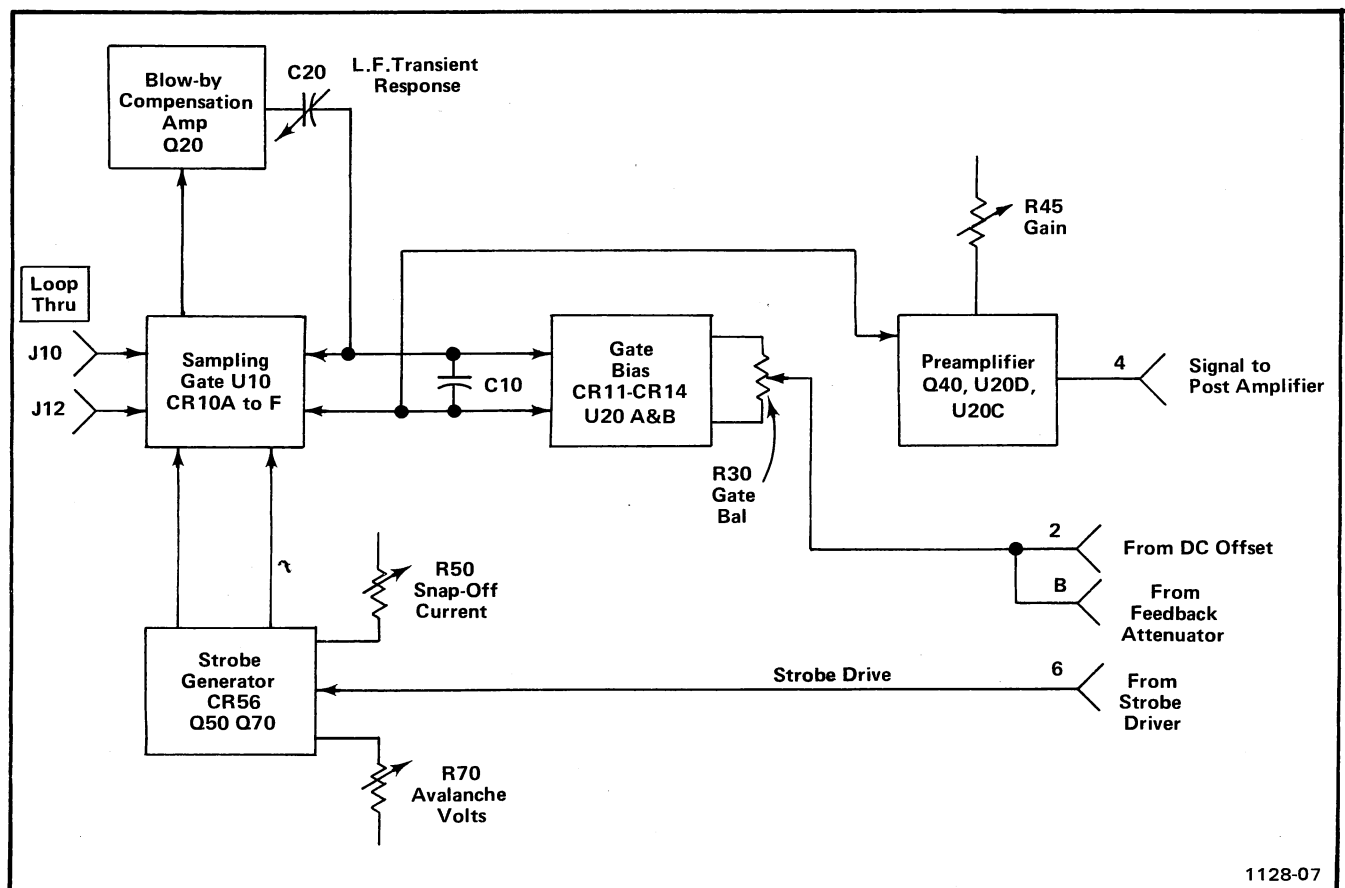 Blow-by
Compensation
Amp
Q20
C20
L.F.Transient
Response
R45
Gain
Loop
Thru
J10
J12
Sampling
Gate U10
CR10A to F
C10
Gate
Bias
CR11-CR14
U20 A&B
R30
Gate
Bal
Preamplifier
Q40, U20D,
U20C
4
Signal to
Post Amplifier
2
From DC Offset
B
From
Feedback
Attenuator
R50
Snap-Off
Current
Strobe
Generator
CR56
Q50 Q70
Strobe Drive
6
From
Strobe
Driver
R70
Avalanche
Volts
1128-07